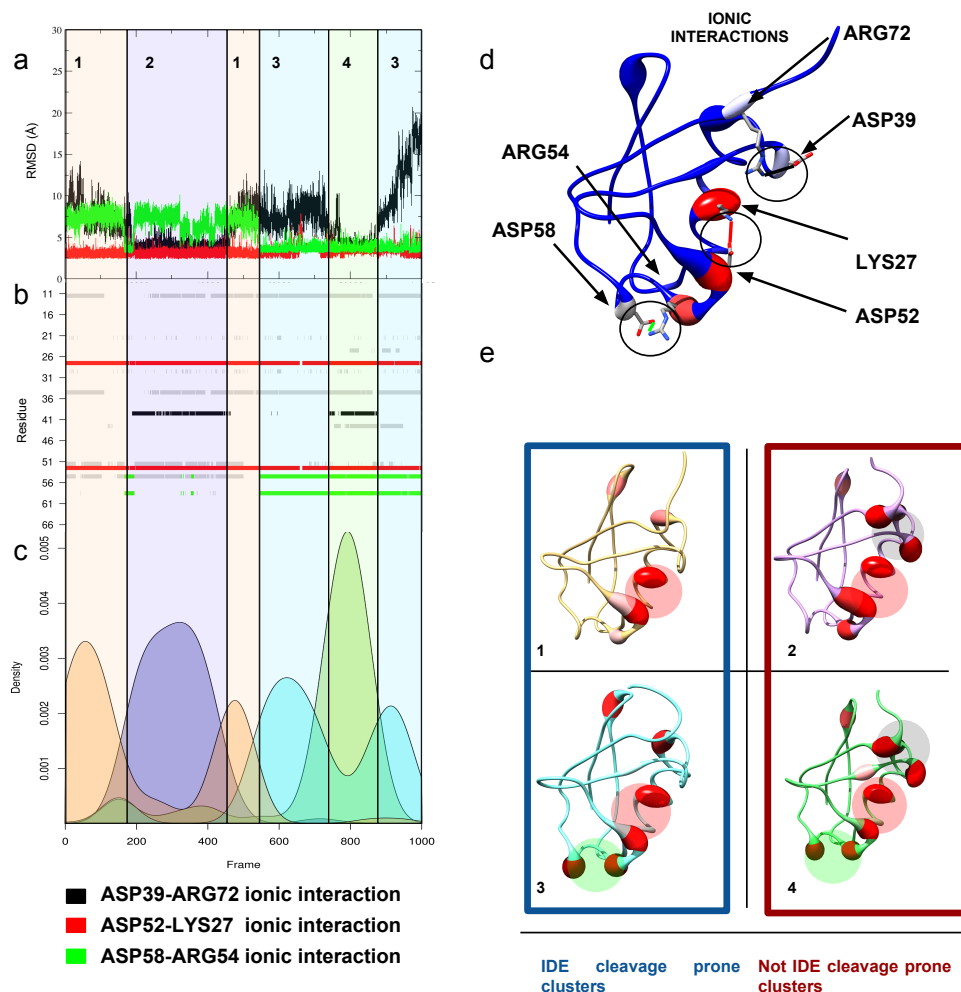 a
RMSD (Å)
30
25
20
15
10
5
0
1
2
1
3
4
3
b
Residue
11
16
21
26
31
36
41
46
51
56
61
66
c
Density
0.005
0.004
0.003
0.002
0.001
0
200
400
600
800
1000
Frame
ASP39-ARG72 ionic interaction
ASP52-LYS27 ionic interaction
ASP58-ARG54 ionic interaction
d
IONIC
INTERACTIONS
ARG72
ASP39
ARG54
ASP58
LYS27
ASP52
e
1
2
3
4
IDE cleavage prone
clusters
Not IDE cleavage prone
clusters